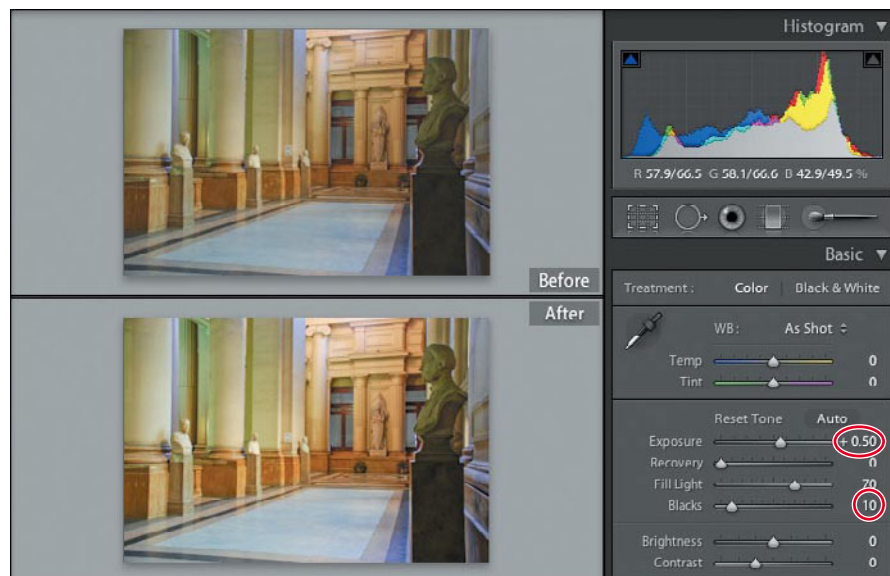 Histogram
R 57.9/66.5 G 58.1/66.6 B 42.9/49.5 %
Before
After
Basic
Treatment : Color Black & White
WB : As Shot
Temp 0
Tint 0
Reset Tone Auto
Exposure + 0.50
Recovery 0
Fill Light 70
Blacks 10
Brightness 0
Contrast 0